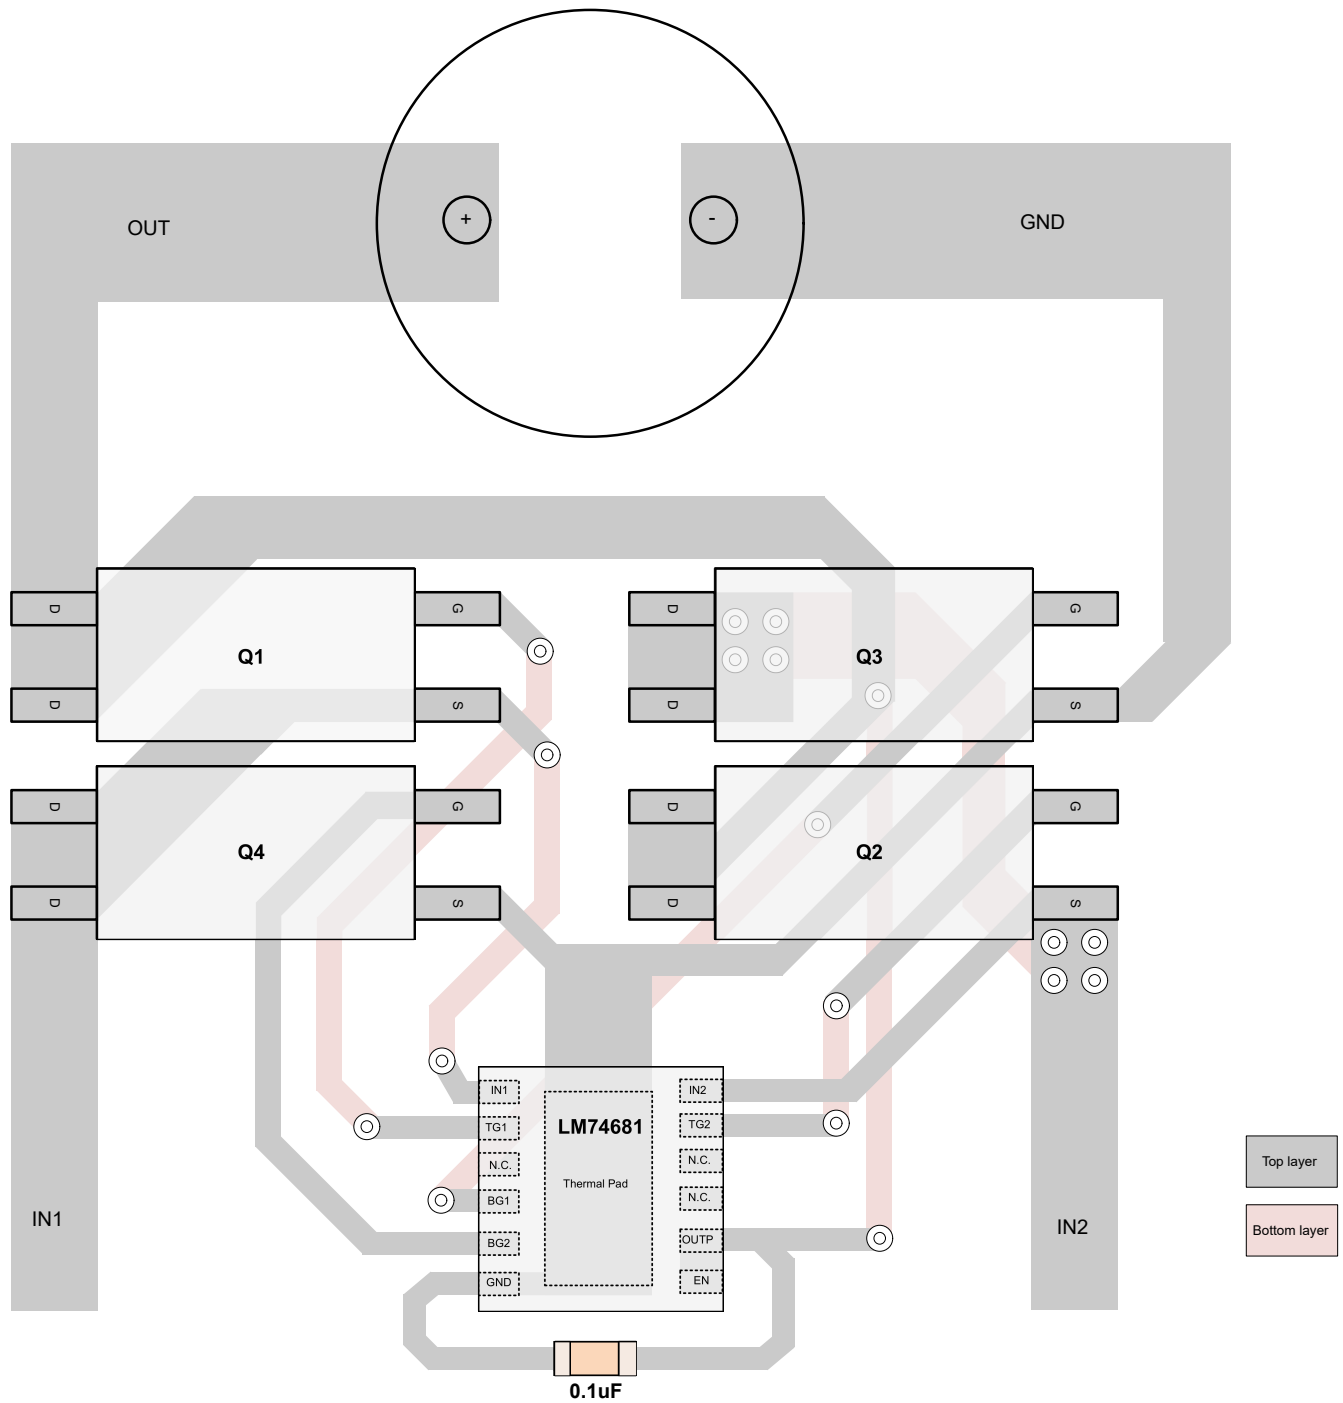 +
-
OUT
GND
D
G
D
G
Q1
Q3
D
S
D
S
D
G
D
G
Q4
Q2
D
S
D
S
IN1
IN2
LM74681
TG1
TG2
N.C.
N.C.
Thermal Pad
BG1
N.C.
BG2
OUTP
GND
EN
Top layer
Bottom layer
IN1
IN2
0.1uF